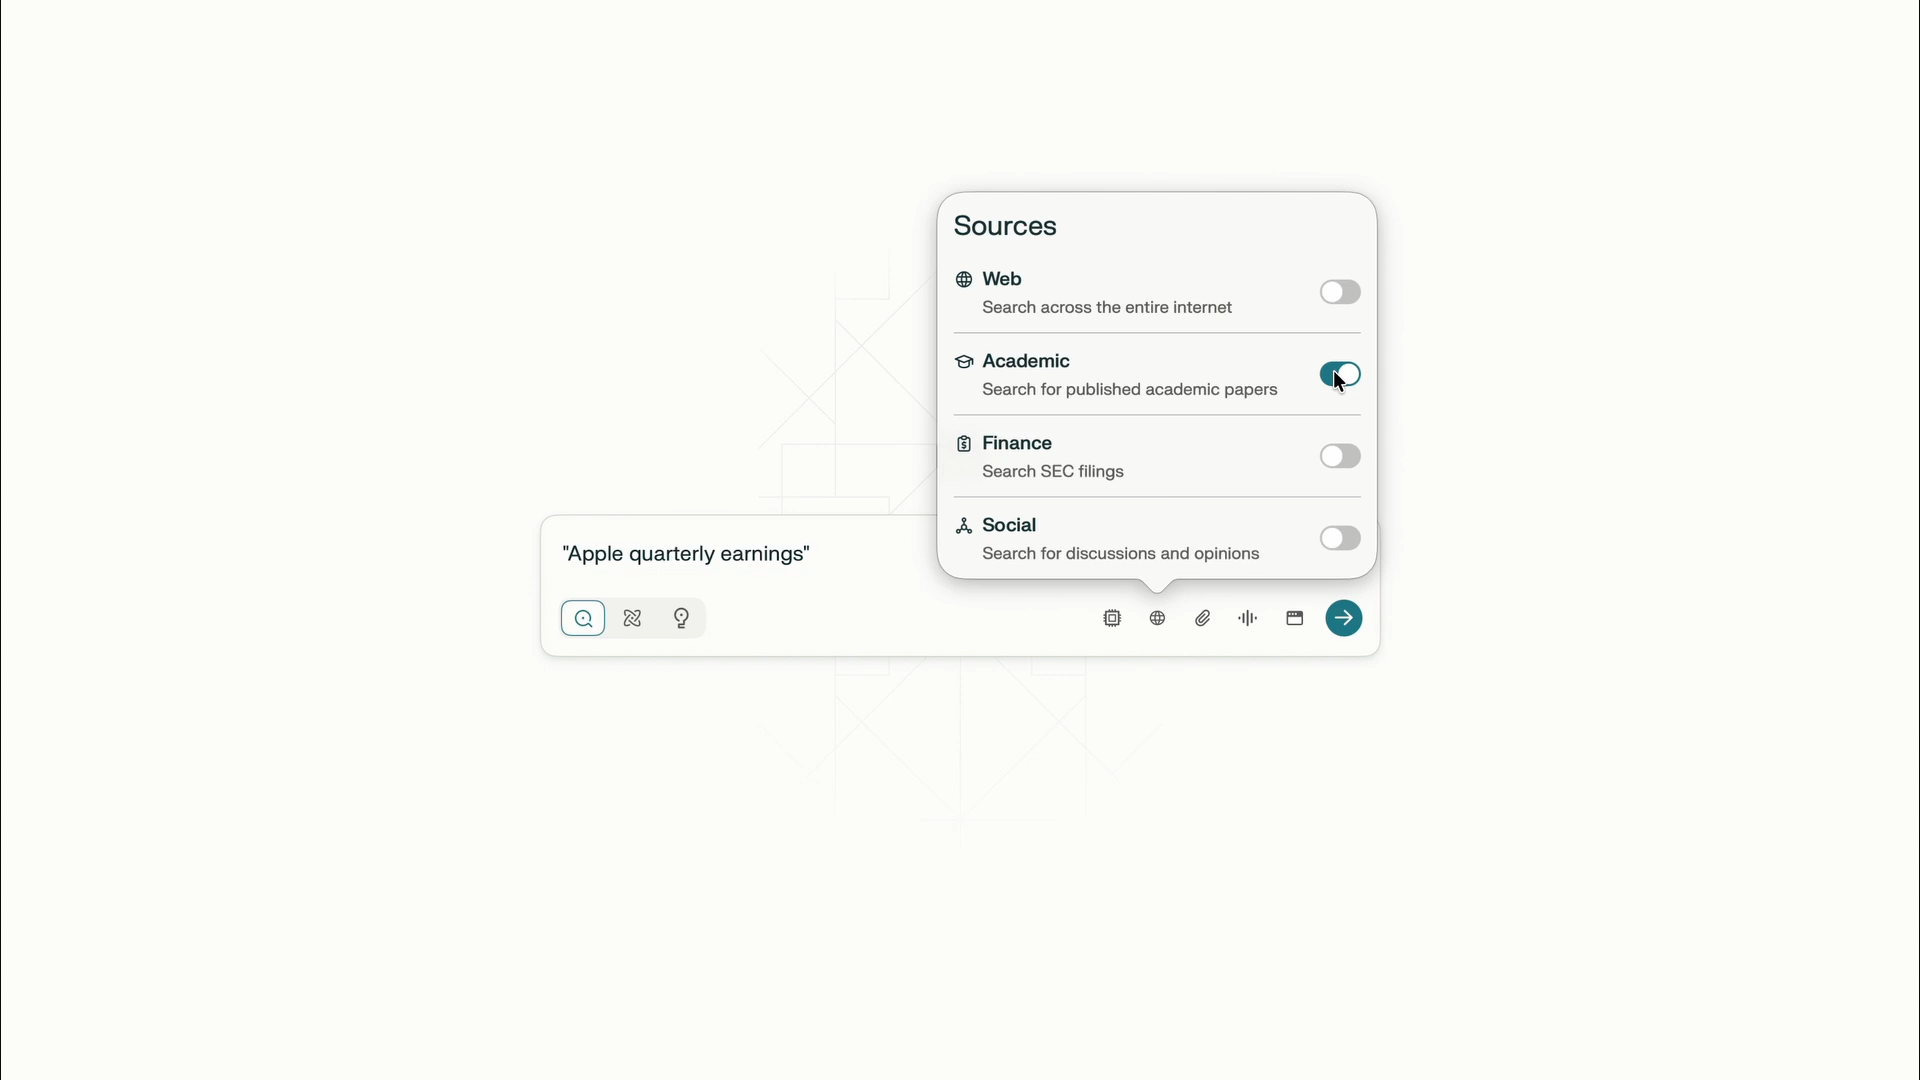 Sources
Web
Search across the entire internet
Academic
Search for published academic papers
Finance
Search SEC filings
Social
Search for discussions and opinions
"Apple quarterly earnings"